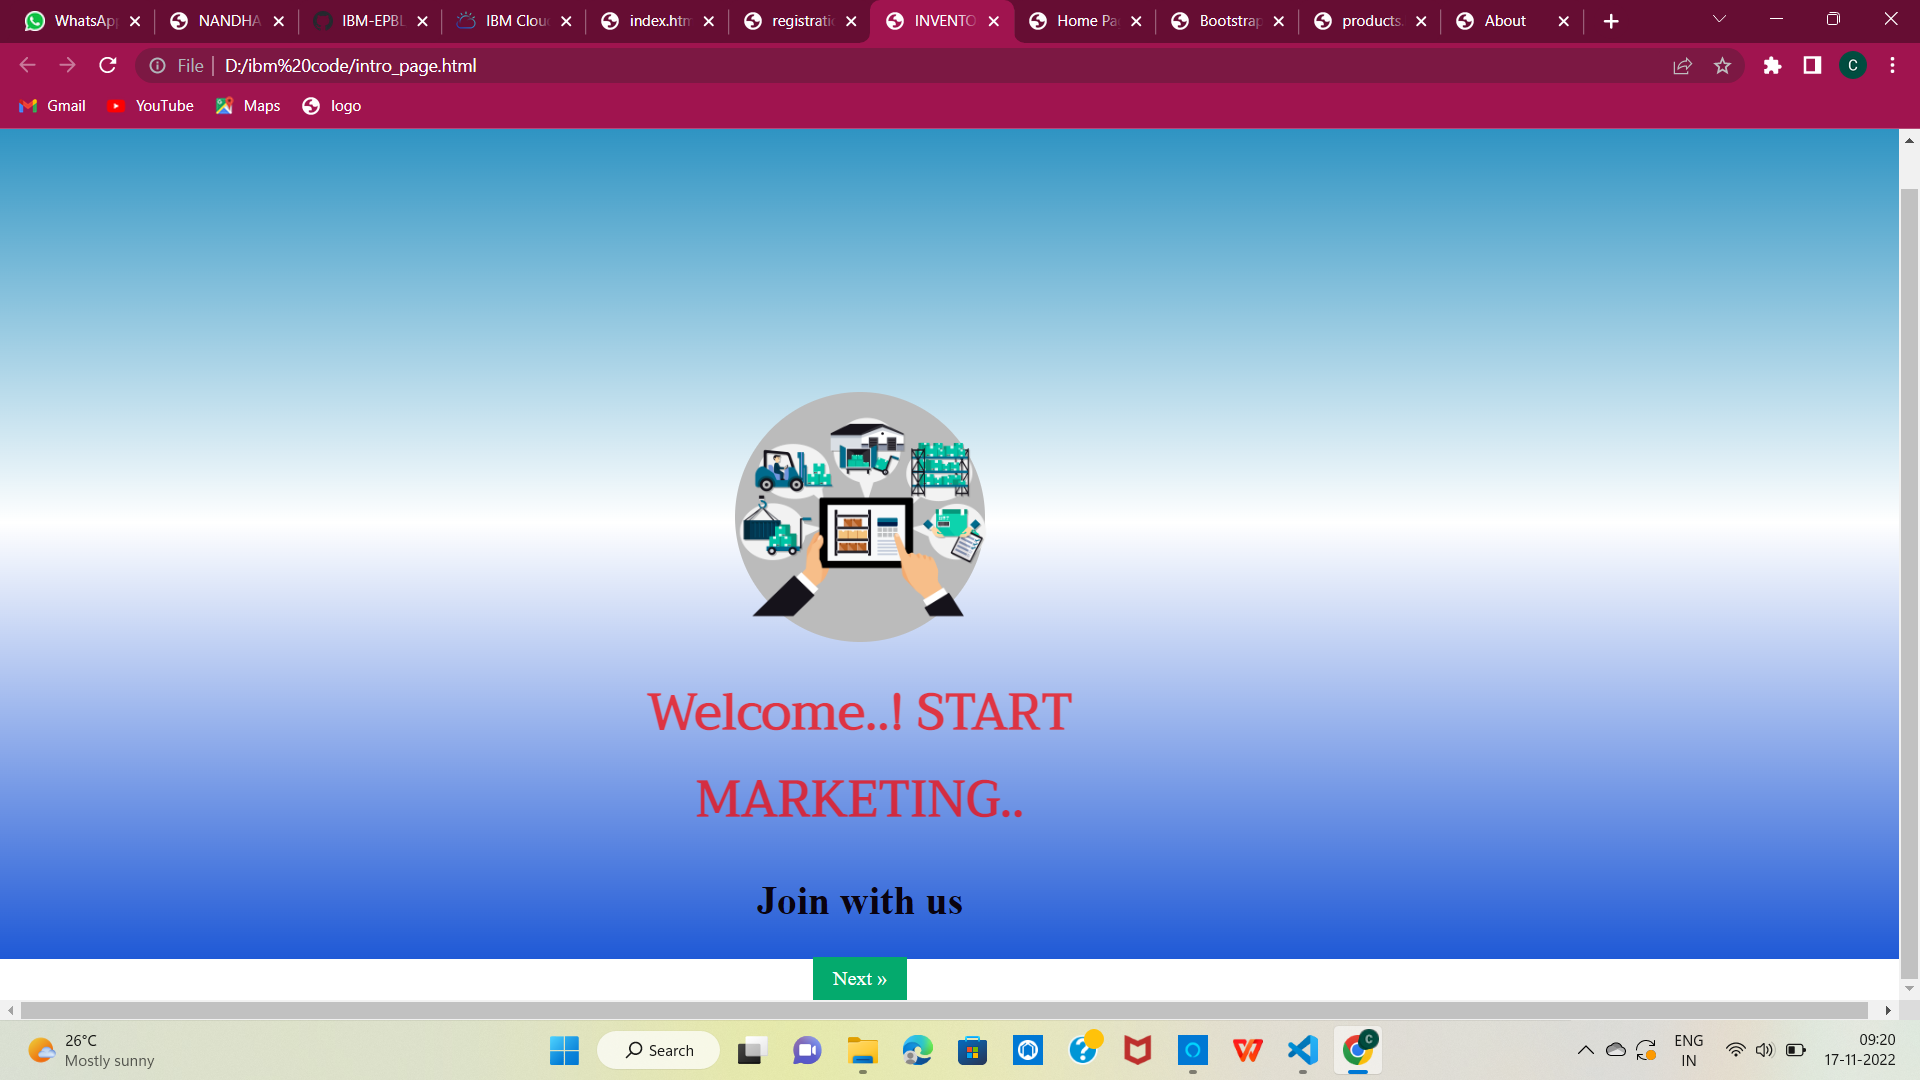 WhatsApp NANDHA IBM-EPBL IBM Cloud index.htm registratio INVENTO Home Pa Bootstrap products. About
File D:/ibm%20code/intro_page.html C
Gmail YouTube Maps logo
Welcome..! START
MARKETING..
Join with us
Next »
26°C
Mostly sunny
Search
ENG
IN
09:20
17-11-2022